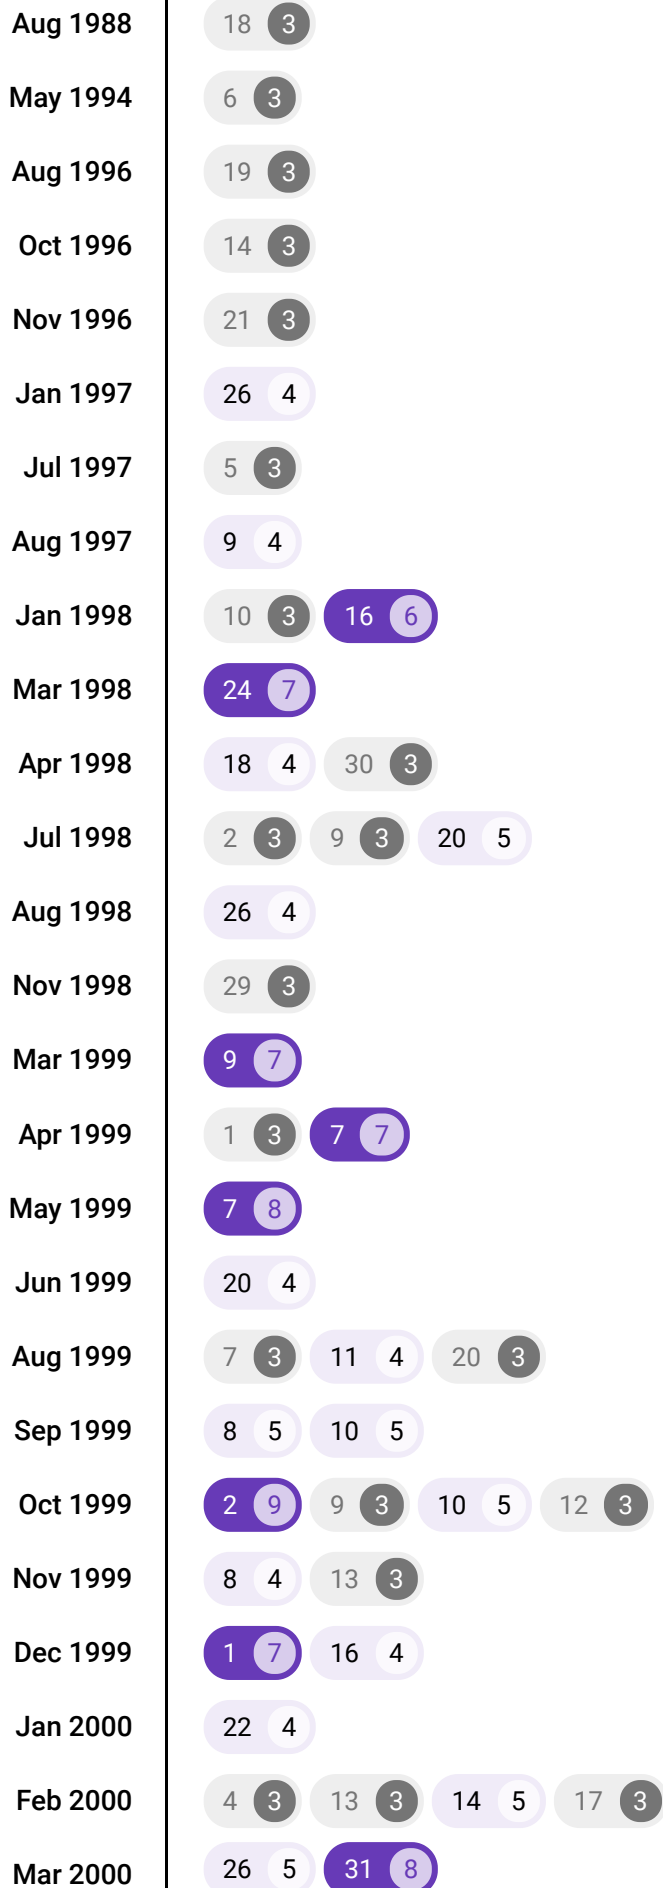 Aug 1988 18 3
May 1994 6 3
Aug 1996 19 3
Oct 1996 14 3
Nov 1996 21 3
Jan 1997 26 4
Jul 1997 5 3
Aug 1997 9 4
Jan 1998 10 3 16 6
Mar 1998 24 7
Apr 1998 18 4 30 3
Jul 1998 2 3 9 3 20 5
Aug 1998 26 4
Nov 1998 29 3
Mar 1999 9 7
Apr 1999 1 3 7 7
May 1999 7 8
Jun 1999 20 4
Aug 1999 7 3 11 4 20 3
Sep 1999 8 5 10 5
Oct 1999 2 9 9 3 10 5 12 3
Nov 1999 8 4 13 3
Dec 1999 1 7 16 4
Jan 2000 22 4
Feb 2000 4 3 13 3 14 5 17 3
Mar 2000 26 5 31 8